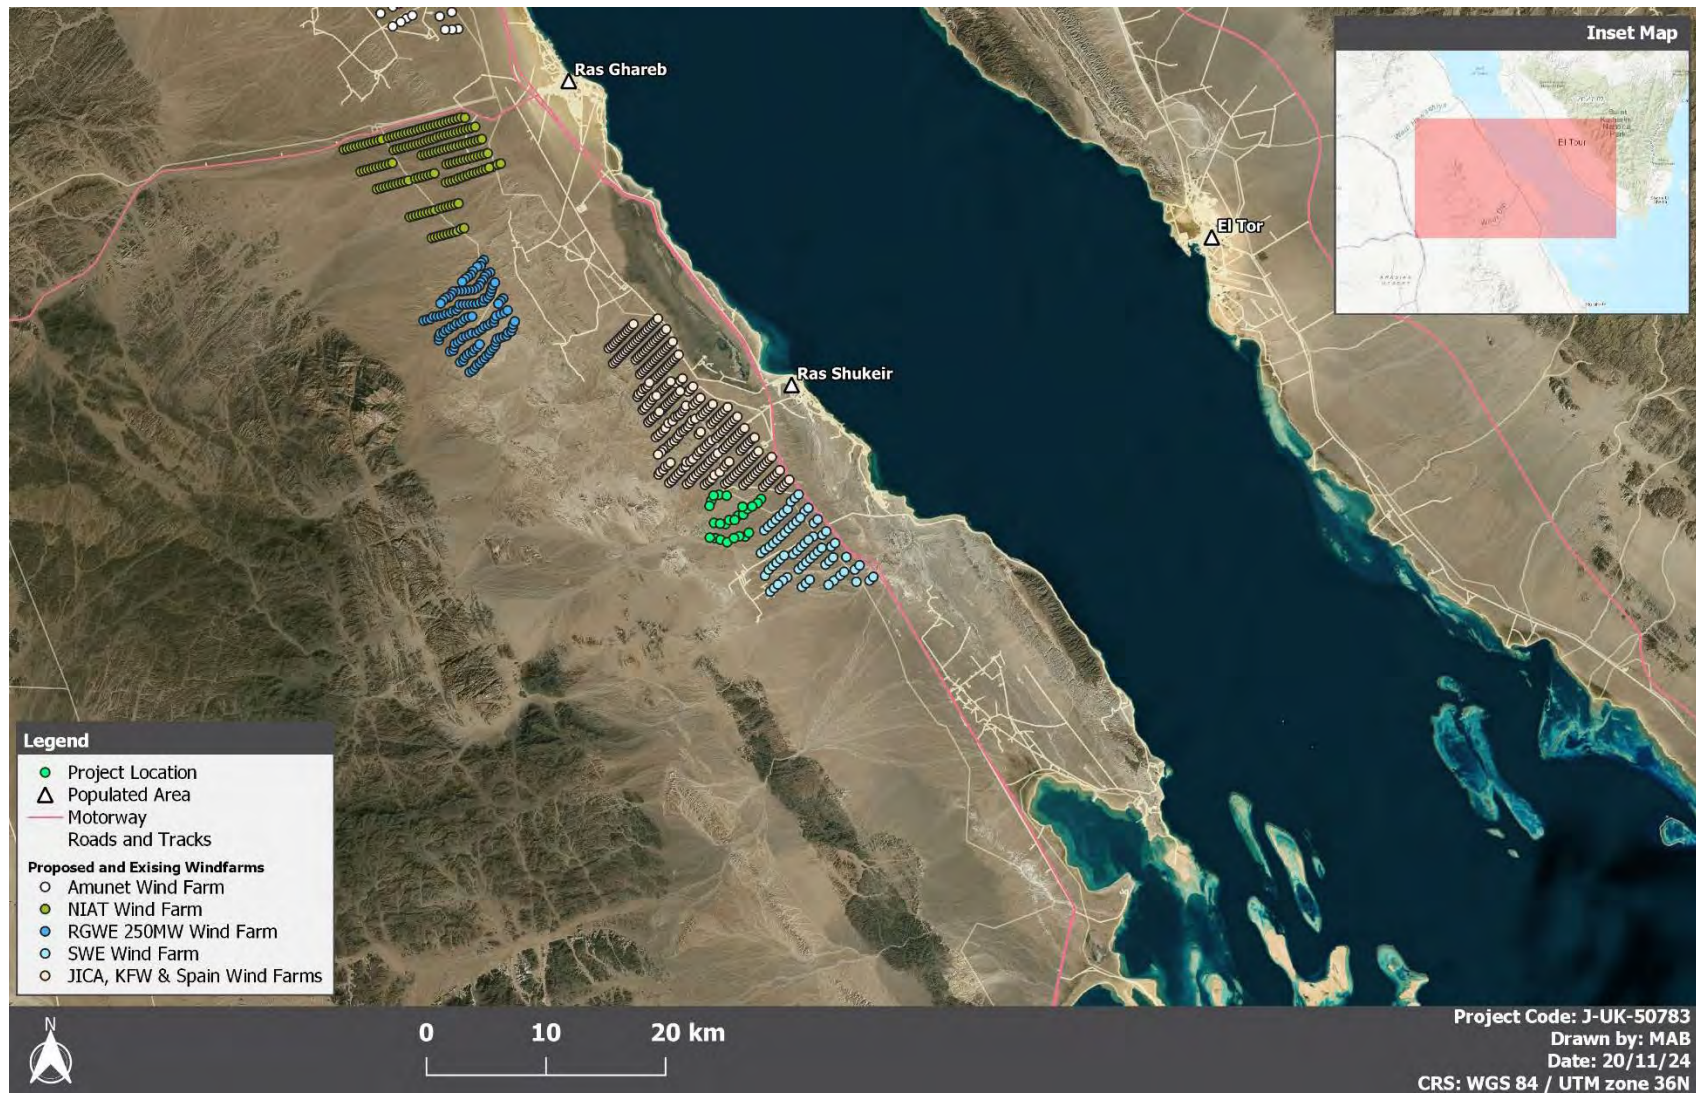 Inset Map
El Tour
Ras Ghareb
El Tor
Ras Shukeir
Legend
Project Location
Populated Area
Motorway
Roads and Tracks
Proposed and Exising Windfarms
Amunet Wind Farm
NIAT Wind Farm
RGWE 250MW Wind Farm
SWE Wind Farm
JICA, KFW & Spain Wind Farms
N
0 10 20 km
Project Code: J-UK-50783
Drawn by: MAB
Date: 20/11/24
CRS: WGS 84 / UTM zone 36N